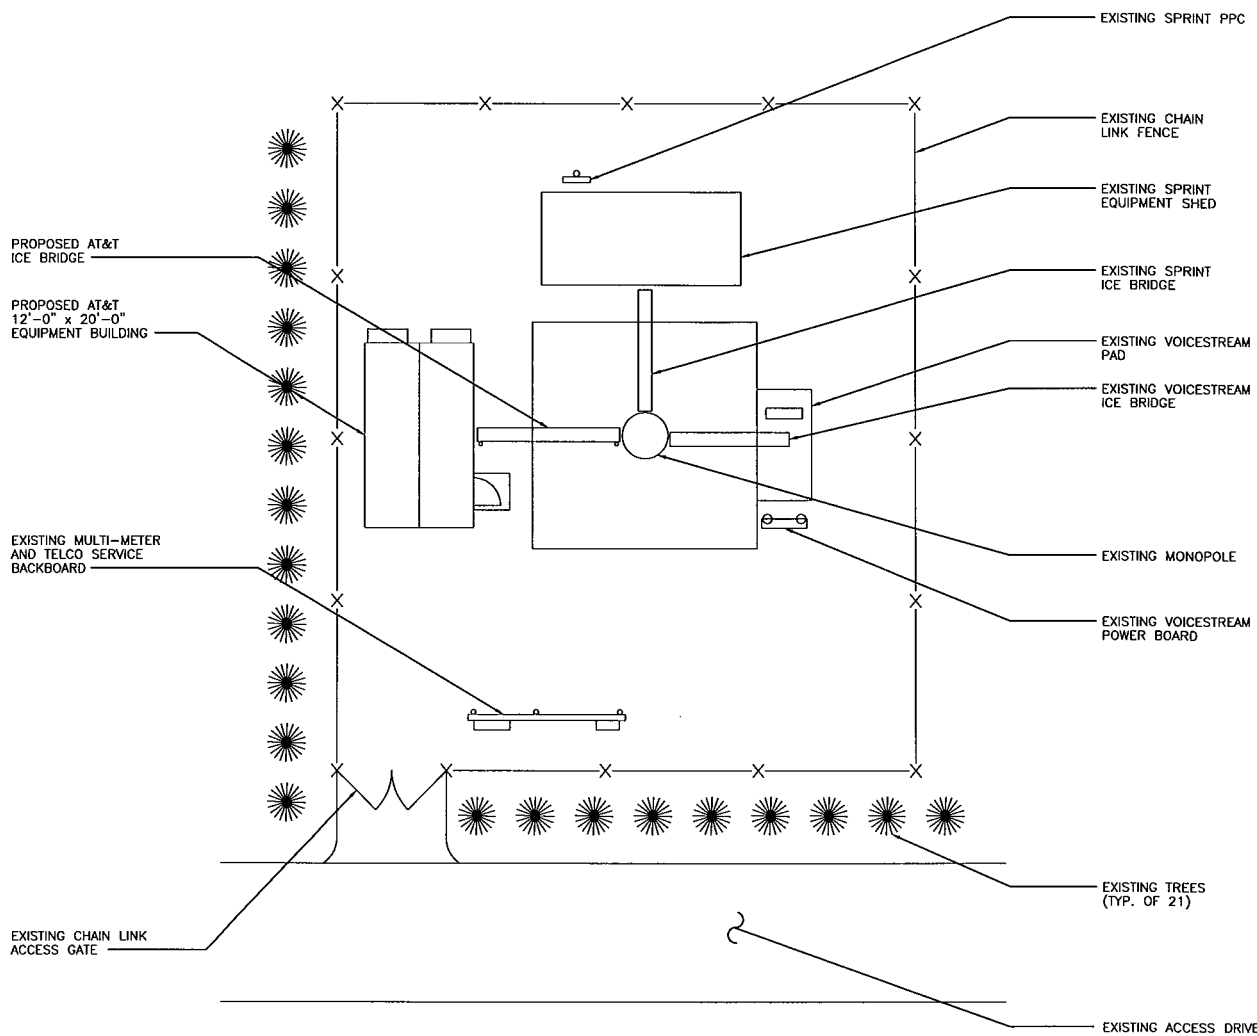 EXISTING SPRINT PPC
EXISTING CHAIN
LINK FENCE
EXISTING SPRINT
EQUIPMENT SHED
PROPOSED AT&T
ICE BRIDGE
EXISTING SPRINT
ICE BRIDGE
PROPOSED AT&T
12'-0" x 20'-0"
EQUIPMENT BUILDING
EXISTING VOICESTREAM
PAD
EXISTING VOICESTREAM
ICE BRIDGE
EXISTING MULTI-METER
AND TELCO SERVICE
BACKBOARD
EXISTING MONOPOLE
EXISTING VOICESTREAM
POWER BOARD
EXISTING TREES
(TYP. OF 21)
EXISTING CHAIN LINK
ACCESS GATE
EXISTING ACCESS DRIVE